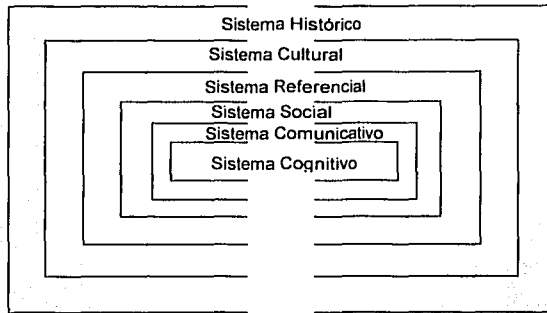 Sistema Histórico
Sistema Cultural
Sistema Referencial
Sistema Social
Sistema Comunicativo
Sistema Cognitivo